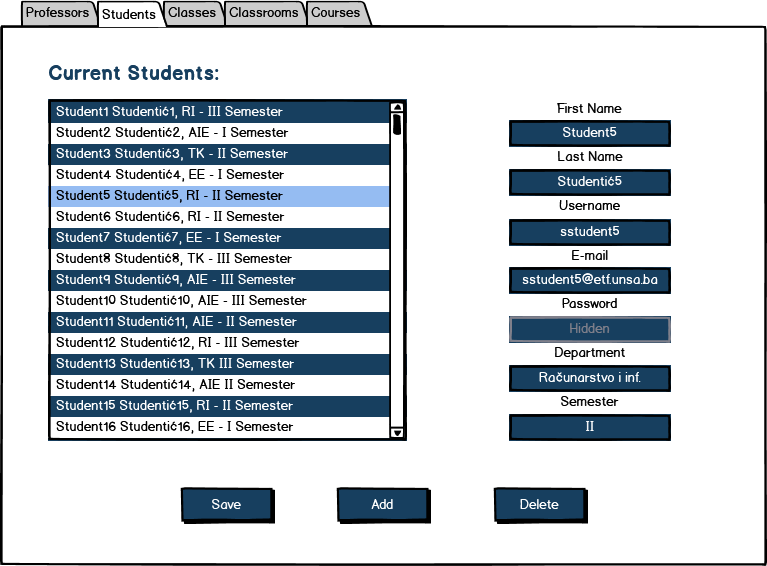 Professors Students Classes Classrooms Courses
Current Students:
Student1 Studentić1, RI - III Semester
Student2 Studentić2, AIE - I Semester
Student3 Studentić3, TK - II Semester
Student4 Studentić4, EE - I Semester
Student5 Studentić5, RI - II Semester
Student6 Studentić6, RI - II Semester
Student7 Studentić7, EE - I Semester
Student8 Studentić8, TK - III Semester
Student9 Studentić9, AIE - III Semester
Student10 Studentić10, AIE - III Semester
Student11 Studentić11, AIE - II Semester
Student12 Studentić12, RI - III Semester
Student13 Studentić13, TK III Semester
Student14 Studentić14, AIE II Semester
Student15 Studentić15, RI - II Semester
Student16 Studentić16, EE - I Semester
First Name
Student5
Last Name
Studentić5
Username
sstudent5
E-mail
sstudent5@etf.unsa.ba
Password
Hidden
Department
Računarstvo i inf.
Semester
II
Save Add Delete